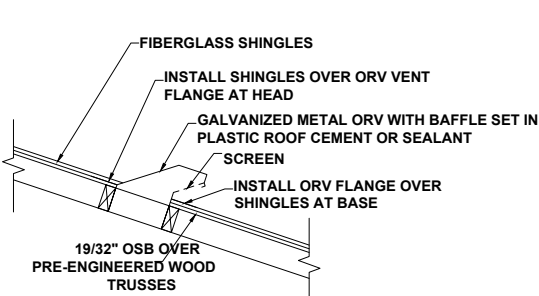 FIBERGLASS SHINGLES
INSTALL SHINGLES OVER ORV VENT
FLANGE AT HEAD
GALVANIZED METAL ORV WITH BAFFLE SET IN
PLASTIC ROOF CEMENT OR SEALANT
SCREEN
INSTALL ORV FLANGE OVER
SHINGLES AT BASE
19/32" OSB OVER
PRE-ENGINEERED WOOD
TRUSSES